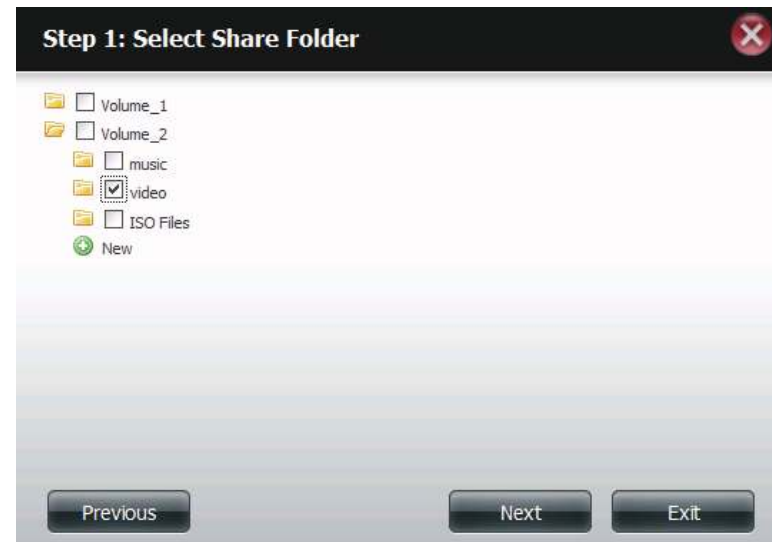 Step 1: Select Share Folder
Volume_1
Volume_2
music
video
ISO Files
New
Previous Next Exit